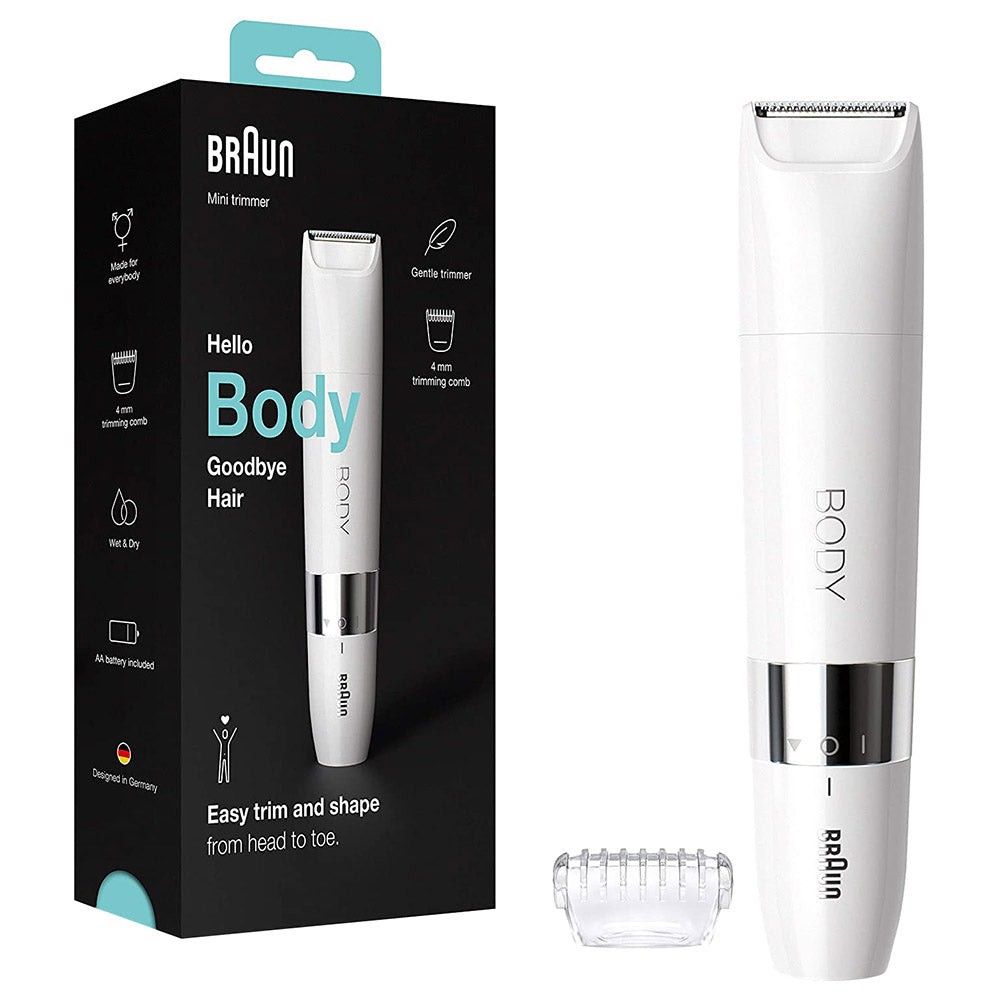 BRAUN
Mini trimmer
Made for
everybody
4 mm
trimming comb
Wet & Dry
AA battery included
Designed in Germany
Gentle trimmer
4 mm
trimming comb
Hello
Body
Goodbye
Hair
BODY
BRAUN
Easy trim and shape
from head to toe.
BODY
BRAUN